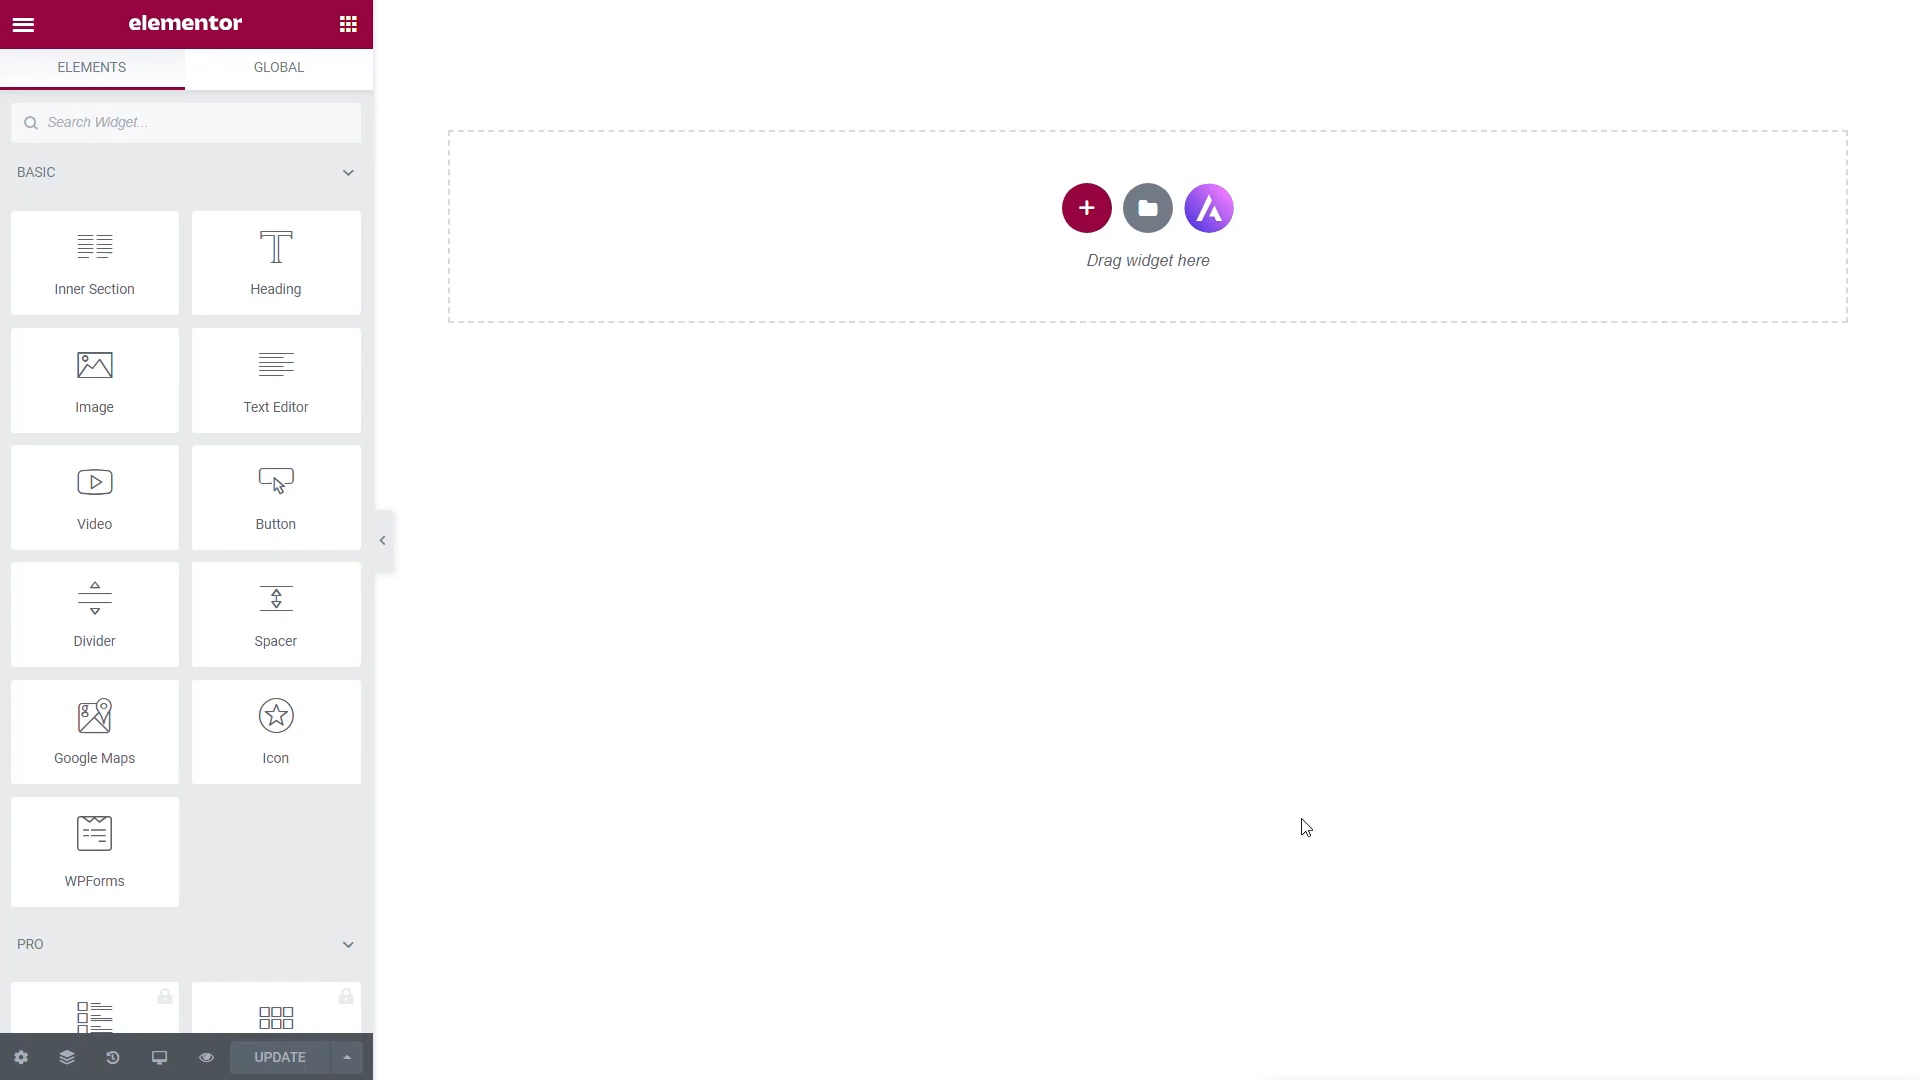 elementor
ELEMENTS
GLOBAL
Search Widget...
BASIC
Inner Section
Heading
Image
Text Editor
Video
Button
Divider
Spacer
Google Maps
Icon
WPForms
PRO
UPDATE
Drag widget here